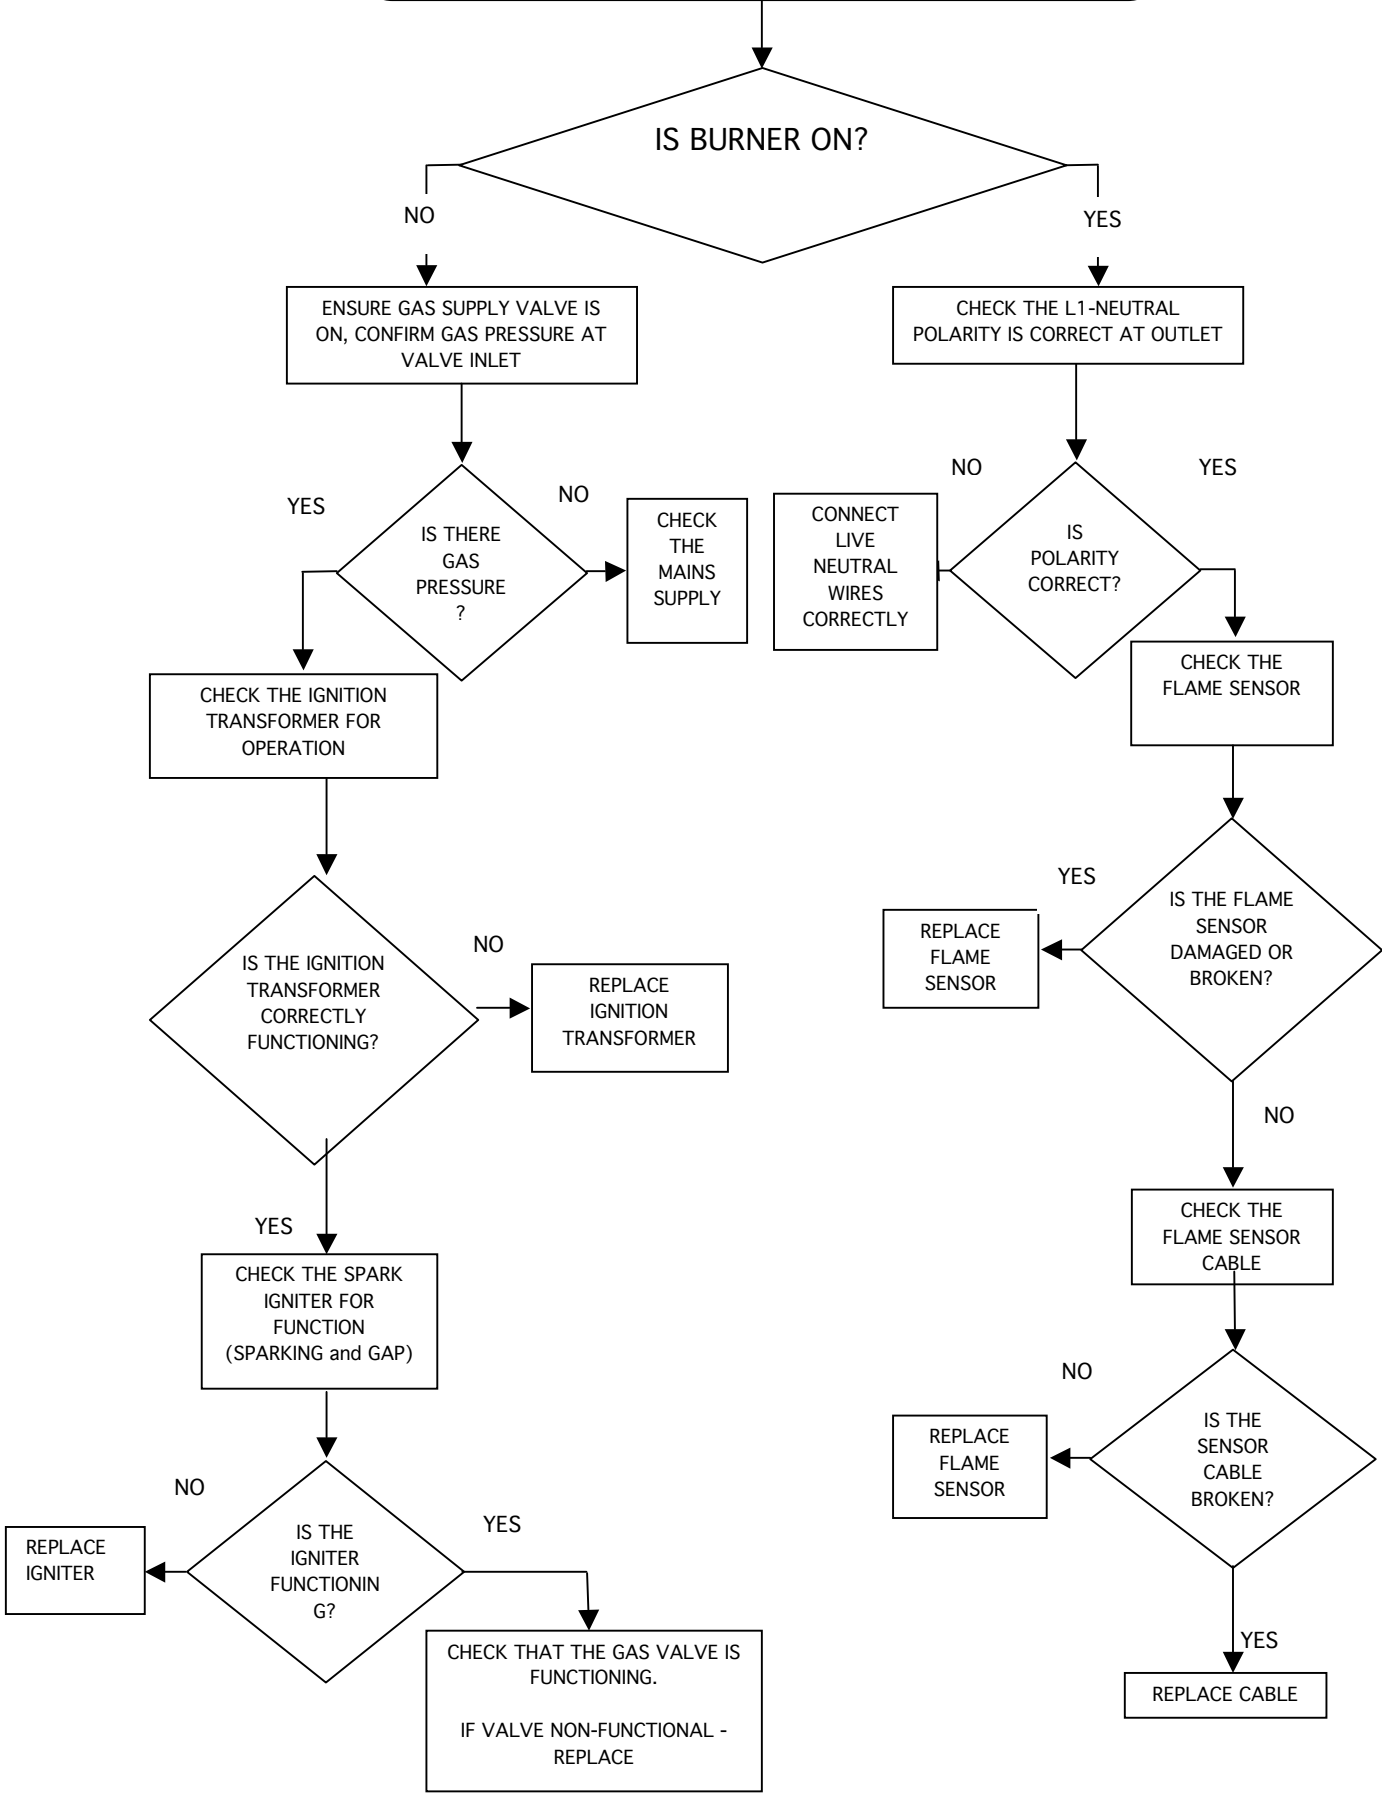 IS BURNER ON?
NO
YES
ENSURE GAS SUPPLY VALVE IS
ON, CONFIRM GAS PRESSURE AT
VALVE INLET
CHECK THE L1-NEUTRAL
POLARITY IS CORRECT AT OUTLET
YES
NO
IS THERE
GAS
PRESSURE
?
CHECK
THE
MAINS
SUPPLY
NO
YES
CONNECT
LIVE
NEUTRAL
WIRES
CORRECTLY
IS
POLARITY
CORRECT?
CHECK THE IGNITION
TRANSFORMER FOR
OPERATION
CHECK THE
FLAME SENSOR
IS THE IGNITION
TRANSFORMER
CORRECTLY
FUNCTIONING?
NO
REPLACE
IGNITION
TRANSFORMER
YES
REPLACE
FLAME
SENSOR
IS THE FLAME
SENSOR
DAMAGED OR
BROKEN?
NO
YES
CHECK THE SPARK
IGNITER FOR
FUNCTION
(SPARKING and GAP)
CHECK THE
FLAME SENSOR
CABLE
NO
REPLACE
IGNITER
IS THE
IGNITER
FUNCTIONIN
G?
YES
CHECK THAT THE GAS VALVE IS
FUNCTIONING.
IF VALVE NON-FUNCTIONAL -
REPLACE
NO
REPLACE
FLAME
SENSOR
IS THE
SENSOR
CABLE
BROKEN?
YES
REPLACE CABLE